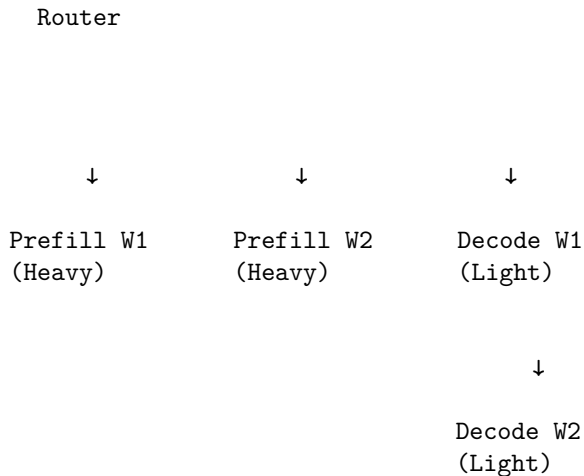 Router
↓ ↓ ↓
Prefill W1 Prefill W2 Decode W1
(Heavy) (Heavy) (Light)
↓
Decode W2
(Light)